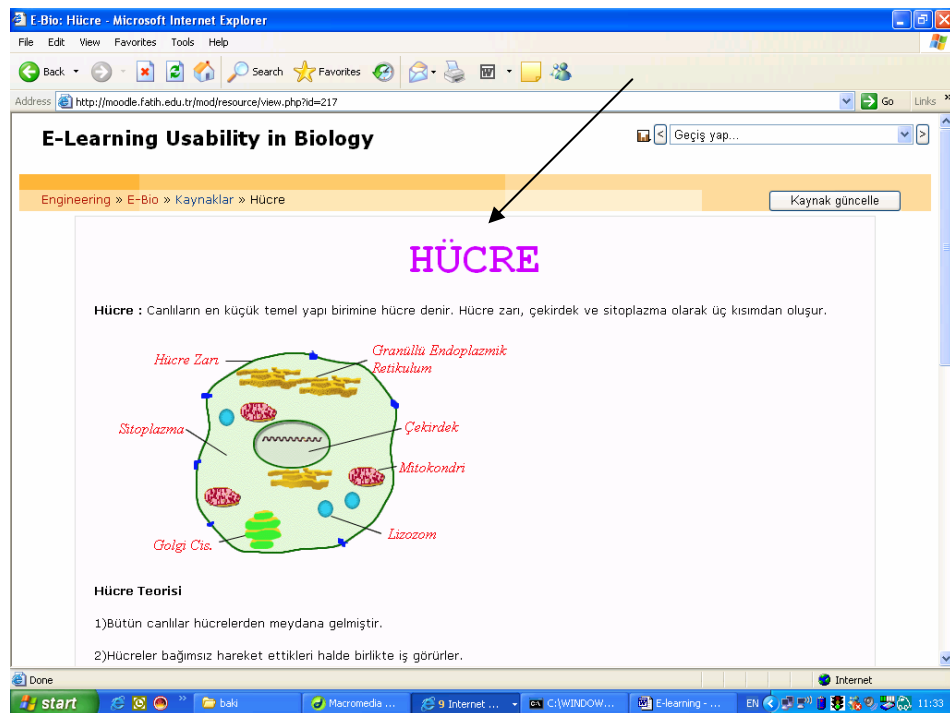 E-Bio: Hücre - Microsoft Internet Explorer
File Edit View Favorites Tools Help
Back Search Favorites
Address http://moodle.fatih.edu.tr/mod/resource/view.php?id=217 Go Links »
E-Learning Usability in Biology
< Geçiş yap... >
Engineering » E-Bio » Kaynaklar » Hücre
Kaynak güncelle
HÜCRE
Hücre : Canlıların en küçük temel yapı birimine hücre denir. Hücre zarı, çekirdek ve sitoplazma olarak üç kısımdan oluşur.
Hücre Zarı
Granüllü Endoplazmik
Retikulum
Sitoplazma
Çekirdek
Mitokondri
Lizozom
Golgi Cis.
Hücre Teorisi
1)Bütün canlılar hücrelerden meydana gelmiştir.
2)Hücreler bağımsız hareket ettikleri halde birlikte iş görürler.
Done Internet
start » baki Macromedia ... 9 Internet ... C:\WINDOW... E-learning - ... EN 11:33